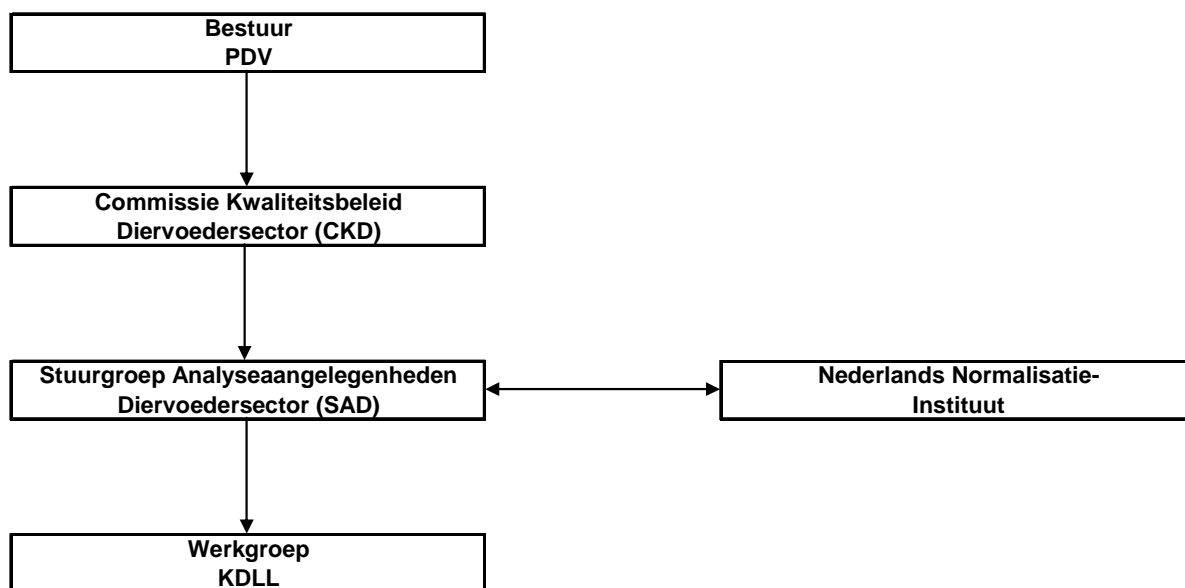 Bestuur
PDV
Commissie Kwaliteitsbeleid
Diervoedersector (CKD)
Stuurgroep Analyseaangelegenheden
Diervoedersector (SAD)
Nederlands Normalisatie-
Instituut
Werkgroep
KDLL